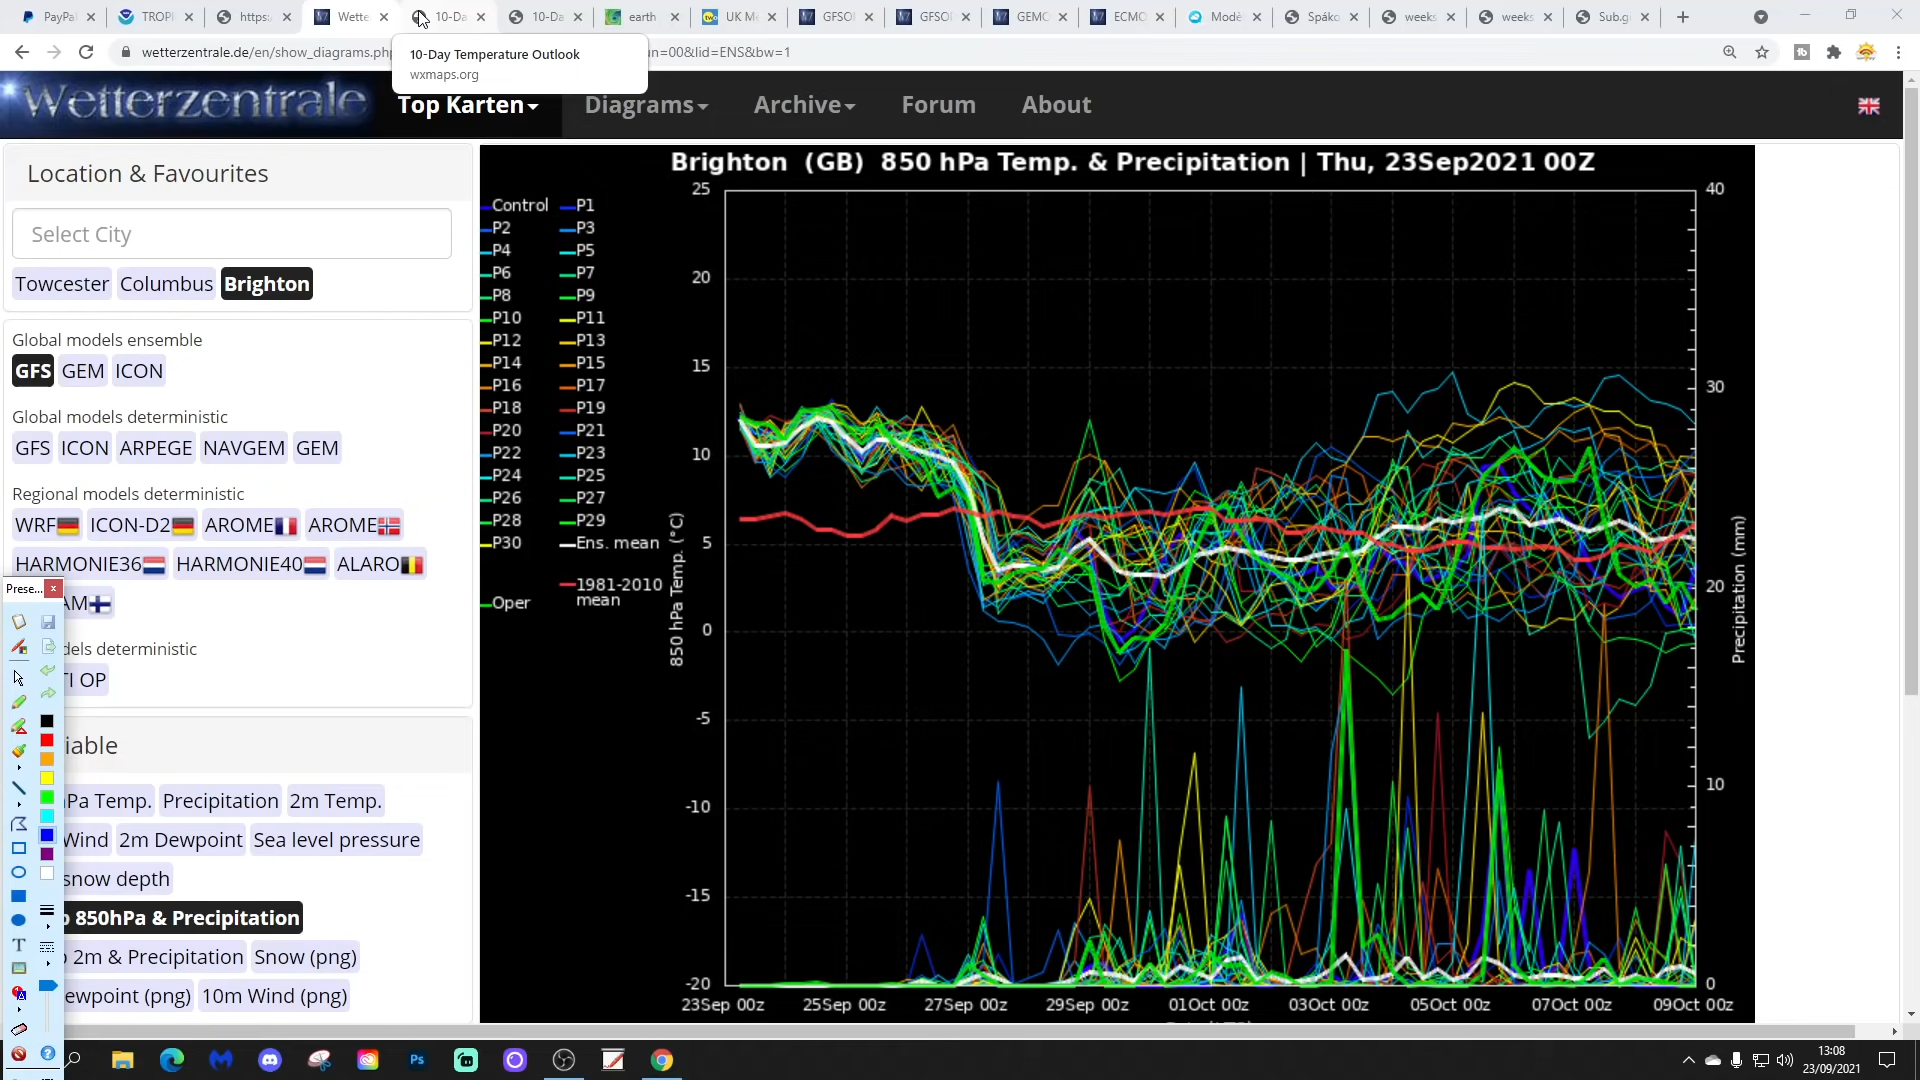 PayPa
TROPI
https:
Wette
10-Da
10-Da
earth
UK M
GFSO
GFSO
GEMC
ECMO
Modè
Spáko
weeks
weeks
Sub.g
wetterzentrale.de/en/show_diagrams.ph
un=00&lid=ENS&bw=1
10-Day Temperature Outlook
wxmaps.org
Wetterzentrale
Top Karten
Diagrams
Archive
Forum
About
Location & Favourites
Select City
Towcester Columbus Brighton
Global models ensemble
GFS GEM ICON
Global models deterministic
GFS ICON ARPEGE NAVGEM GEM
Regional models deterministic
WRF ICON-D2 AROME AROME
HARMONIE36 HARMONIE40 ALARO
AM
dels deterministic
TI OP
iable
Pa Temp. Precipitation 2m Temp.
Wind 2m Dewpoint Sea level pressure
snow depth
850hPa & Precipitation
2m & Precipitation Snow (png)
ewpoint (png) 10m Wind (png)
Prese...
Brighton (GB) 850 hPa Temp. & Precipitation | Thu, 23Sep2021 00Z
Control P1
P2 P3
P4 P5
P6 P7
P8 P9
P10 P11
P12 P13
P14 P15
P16 P17
P18 P19
P20 P21
P22 P23
P24 P25
P26 P27
P28 P29
P30 Ens. mean
Oper
1981-2010
mean
850 hPa Temp. (°C)
25
20
15
10
5
0
-5
-10
-15
-20
40
30
20
10
0
Precipitation (mm)
23Sep 00z 25Sep 00z 27Sep 00z 29Sep 00z 01Oct 00z 03Oct 00z 05Oct 00z 07Oct 00z 09Oct 00z
13:08
23/09/2021